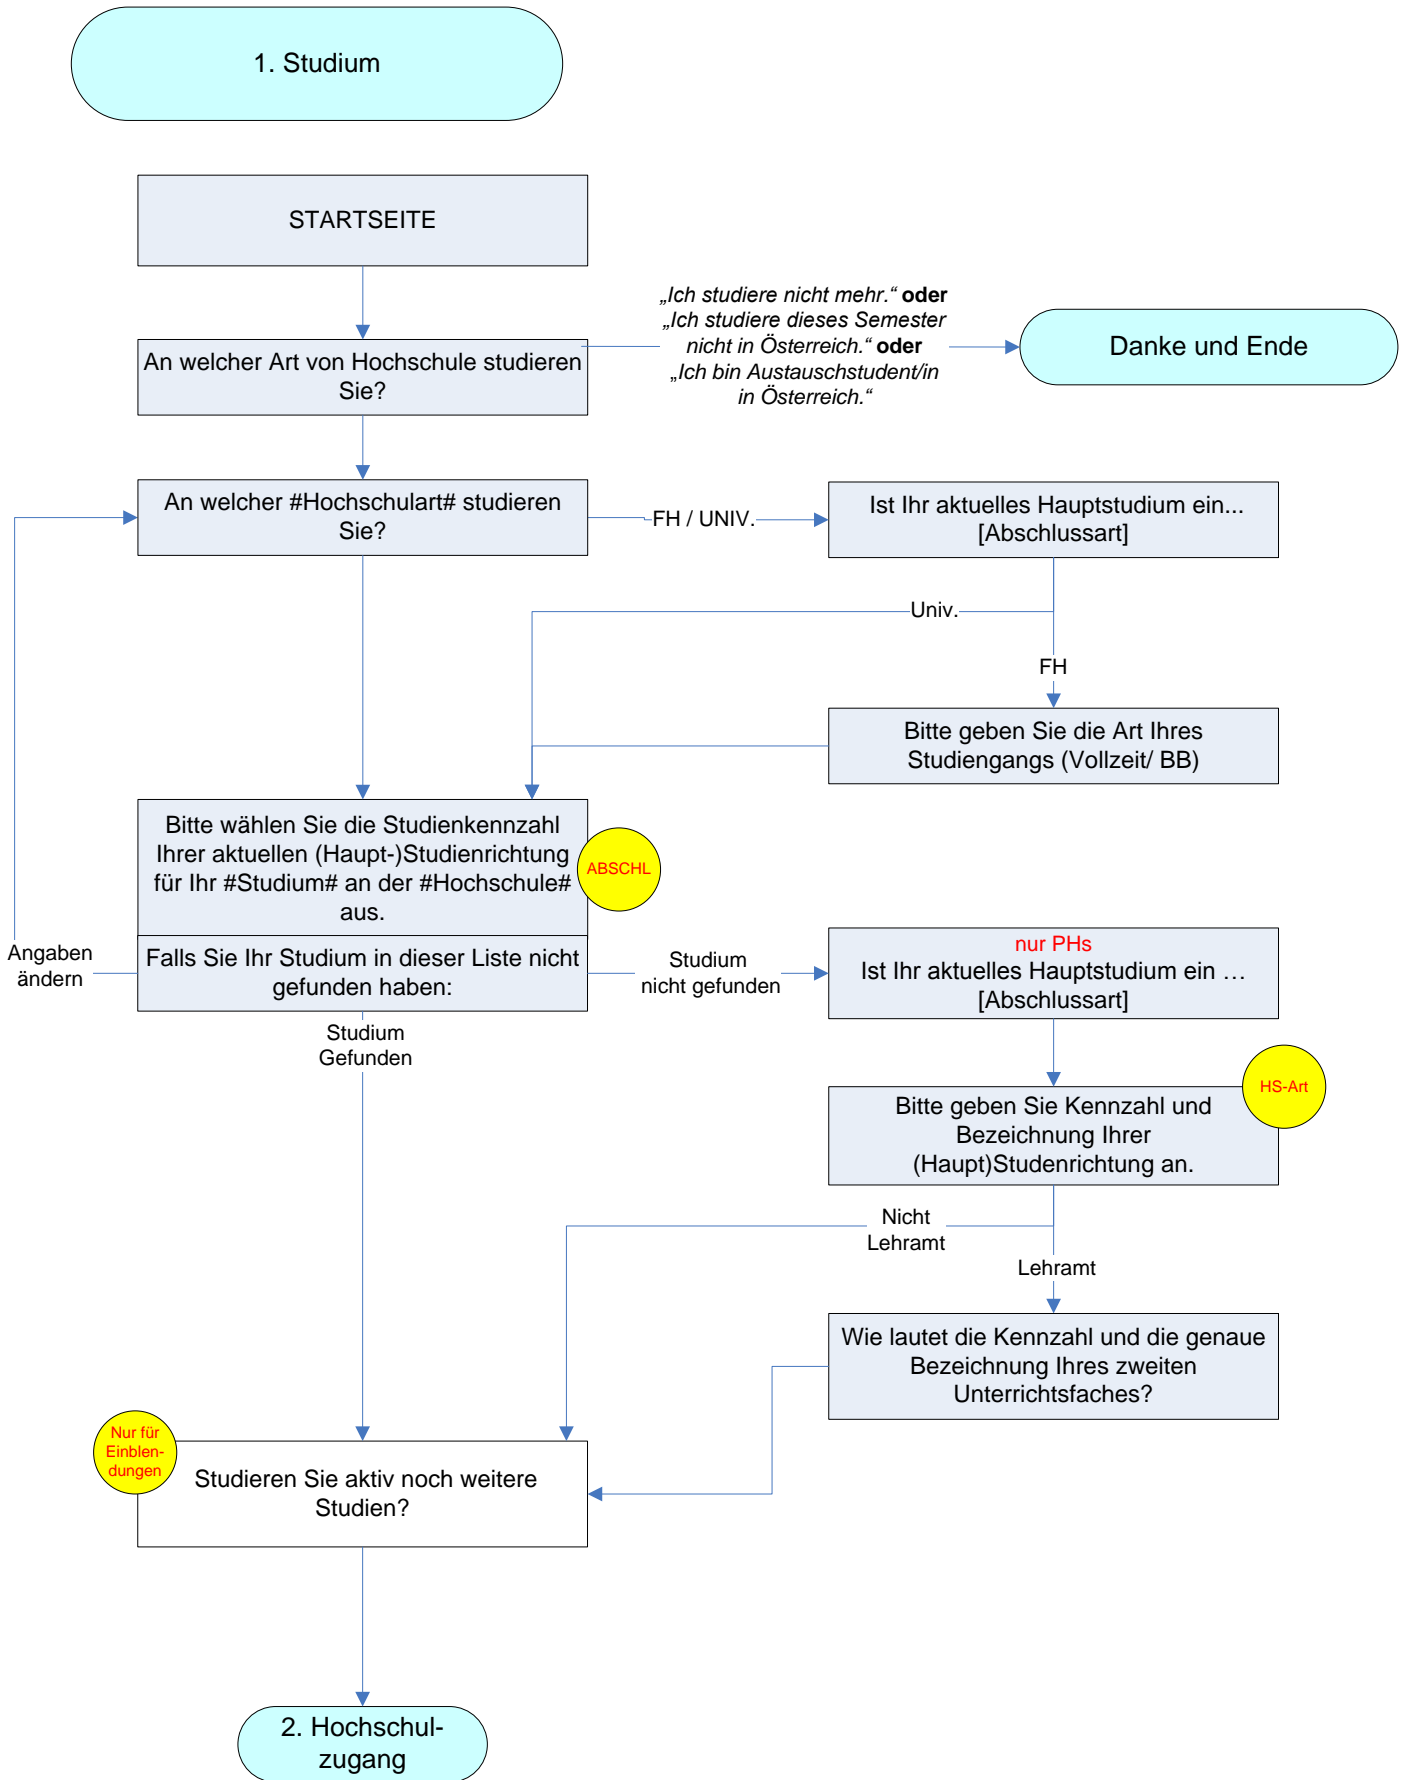 1. Studium
STARTSEITE
„Ich studiere nicht mehr.“ oder
„Ich studiere dieses Semester
nicht in Österreich.“ oder
„Ich bin Austauschstudent/in
in Österreich.“
Danke und Ende
An welcher Art von Hochschule studieren
Sie?
An welcher #Hochschulart# studieren
Sie?
FH / UNIV.
Ist Ihr aktuelles Hauptstudium ein...
[Abschlussart]
Univ.
FH
Bitte geben Sie die Art Ihres
Studiengangs (Vollzeit/ BB)
Bitte wählen Sie die Studienkennzahl
Ihrer aktuellen (Haupt-)Studienrichtung
für Ihr #Studium# an der #Hochschule#
aus.
ABSCHL
Angaben
ändern
Falls Sie Ihr Studium in dieser Liste nicht
gefunden haben:
Studium
nicht gefunden
nur PHs
Ist Ihr aktuelles Hauptstudium ein …
[Abschlussart]
Studium
Gefunden
HS-Art
Bitte geben Sie Kennzahl und
Bezeichnung Ihrer
(Haupt)Studenrichtung an.
Nicht
Lehramt
Lehramt
Wie lautet die Kennzahl und die genaue
Bezeichnung Ihres zweiten
Unterrichtsfaches?
Nur für
Einblen-
dungen
Studieren Sie aktiv noch weitere
Studien?
2. Hochschul-
zugang